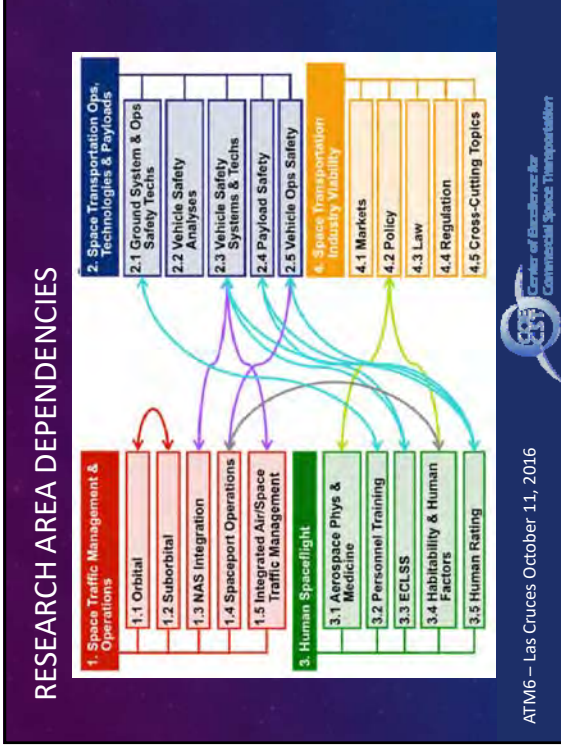 RESEARCH AREA DEPENDENCIES
1. Space Traffic Management &
Operations
1.1 Orbital
1.2 Suborbital
1.3 NAS Integration
1.4 Spaceport Operations
1.5 Integrated Air/Space
Traffic Management
2. Space Transportation Ops,
Technologies & Payloads
2.1 Ground System & Ops
Safety Techs
2.2 Vehicle Safety
Analyses
2.3 Vehicle Safety
Systems & Techs
2.4 Payload Safety
2.5 Vehicle Ops Safety
3. Human Spaceflight
3.1 Aerospace Phys &
Medicine
3.2 Personnel Training
3.3 ECLSS
3.4 Habitability & Human
Factors
3.5 Human Rating
4. Space Transportation
Industry Viability
4.1 Markets
4.2 Policy
4.3 Law
4.4 Regulation
4.5 Cross-Cutting Topics
ATM6 – Las Cruces October 11, 2016
COE
CST
Center of Excellence for
Commercial Space Transportation